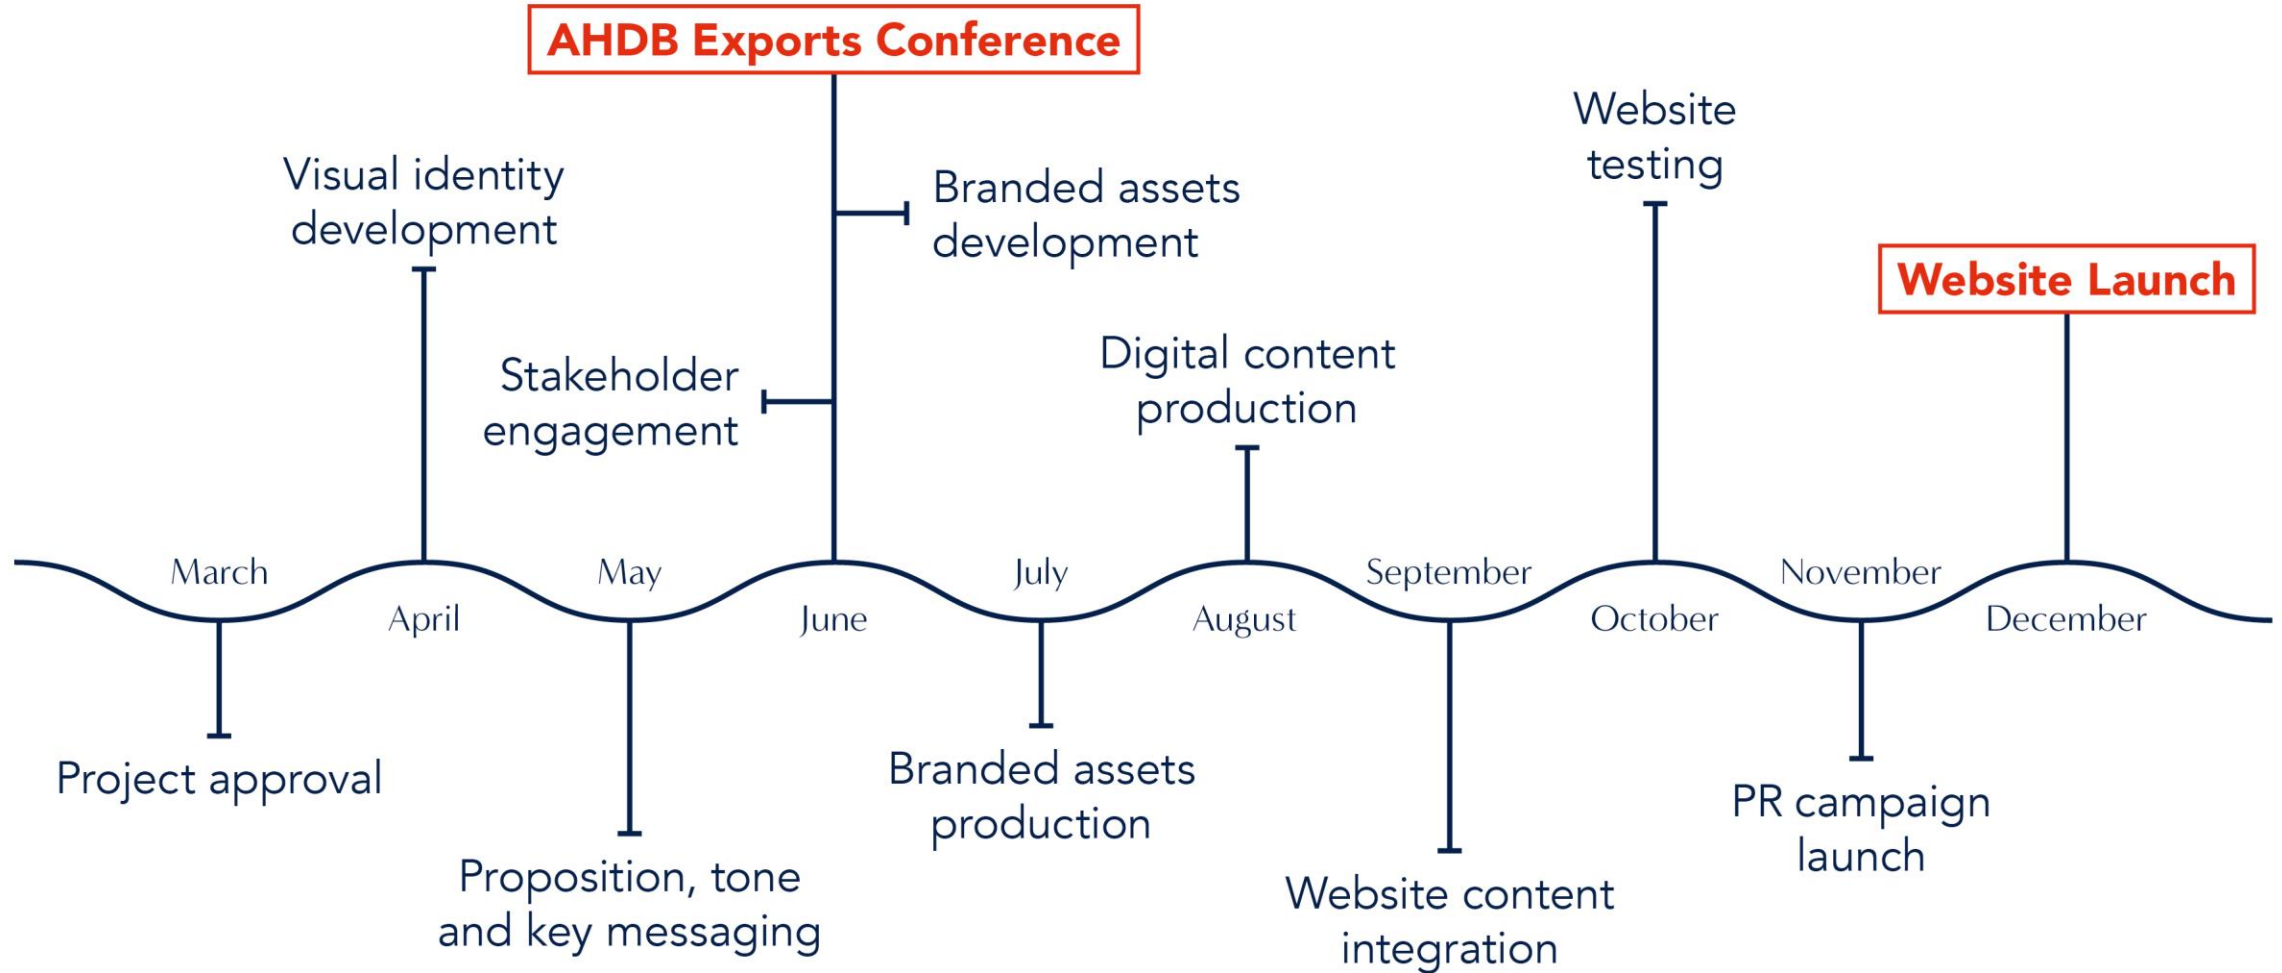 AHDB Exports Conference
Website
testing
Visual identity
development
Branded assets
development
Website Launch
Stakeholder
engagement
Digital content
production
March
May
July
September
November
April
June
August
October
December
Project approval
Branded assets
production
PR campaign
launch
Proposition, tone
and key messaging
Website content
integration